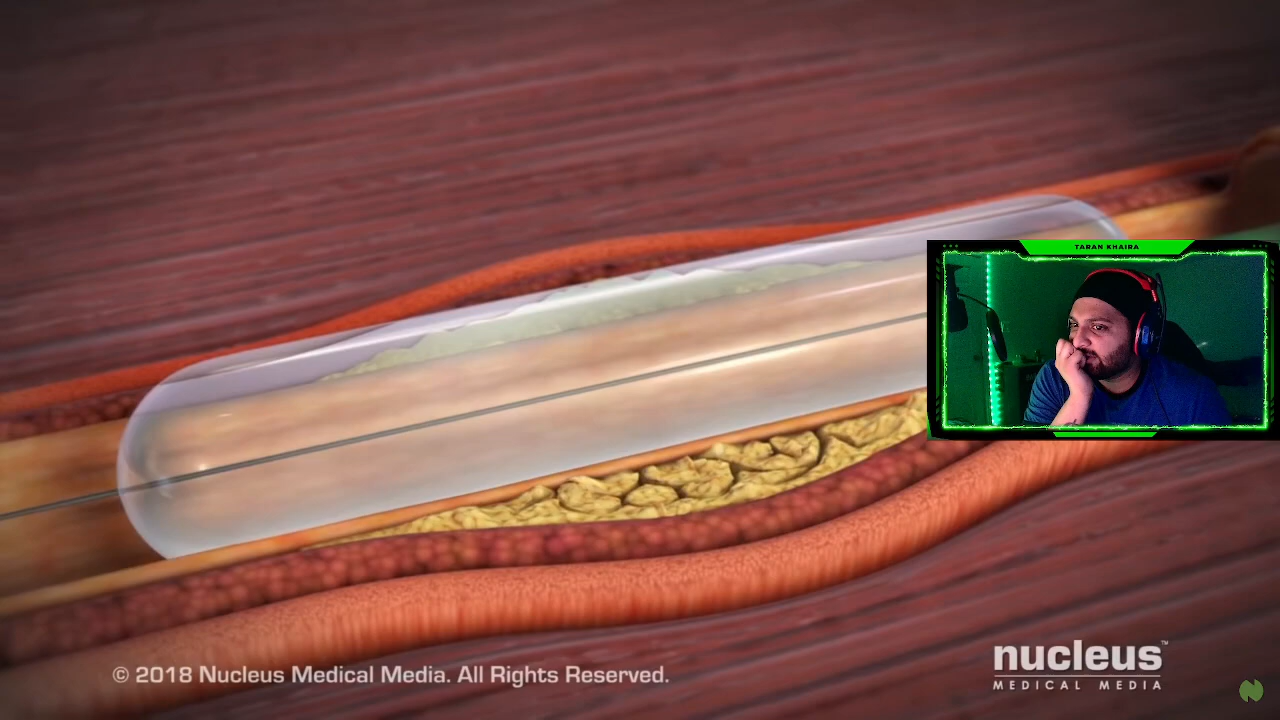 TARAN KHAIRA
© 2018 Nucleus Medical Media. All Rights Reserved.
nucleus™
MEDICAL MEDIA